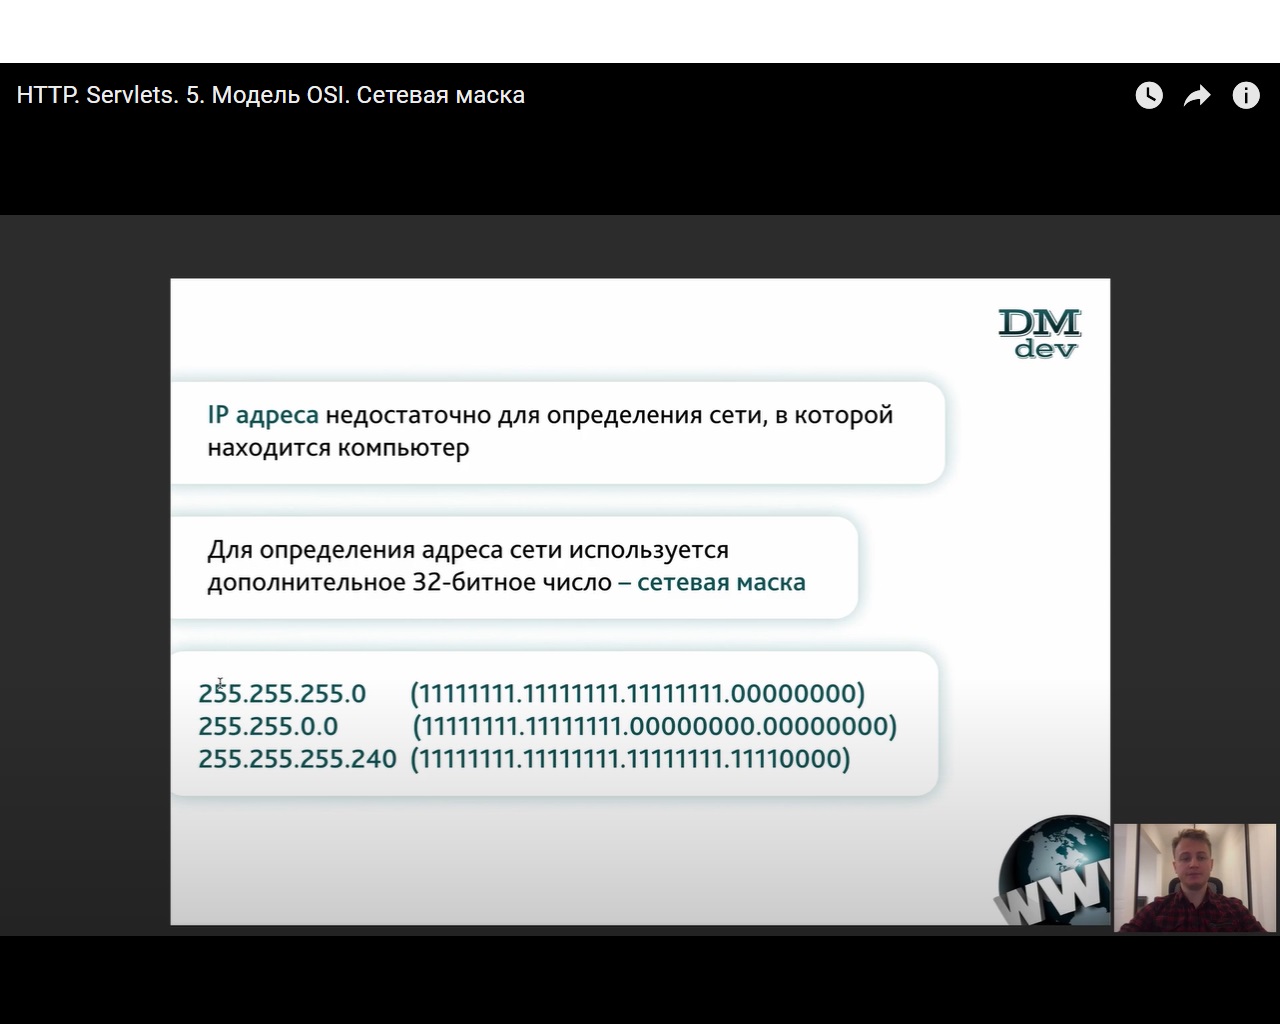 HTTP. Servlets. 5. Модель OSI. Сетевая маска
DM
dev
IP адреса недостаточно для определения сети, в которой
находится компьютер
Для определения адреса сети используется
дополнительное 32-битное число – сетевая маска
255.255.255.0 (11111111.11111111.11111111.00000000)
255.255.0.0 (11111111.11111111.00000000.00000000)
255.255.255.240 (11111111.11111111.11111111.11110000)
WWW